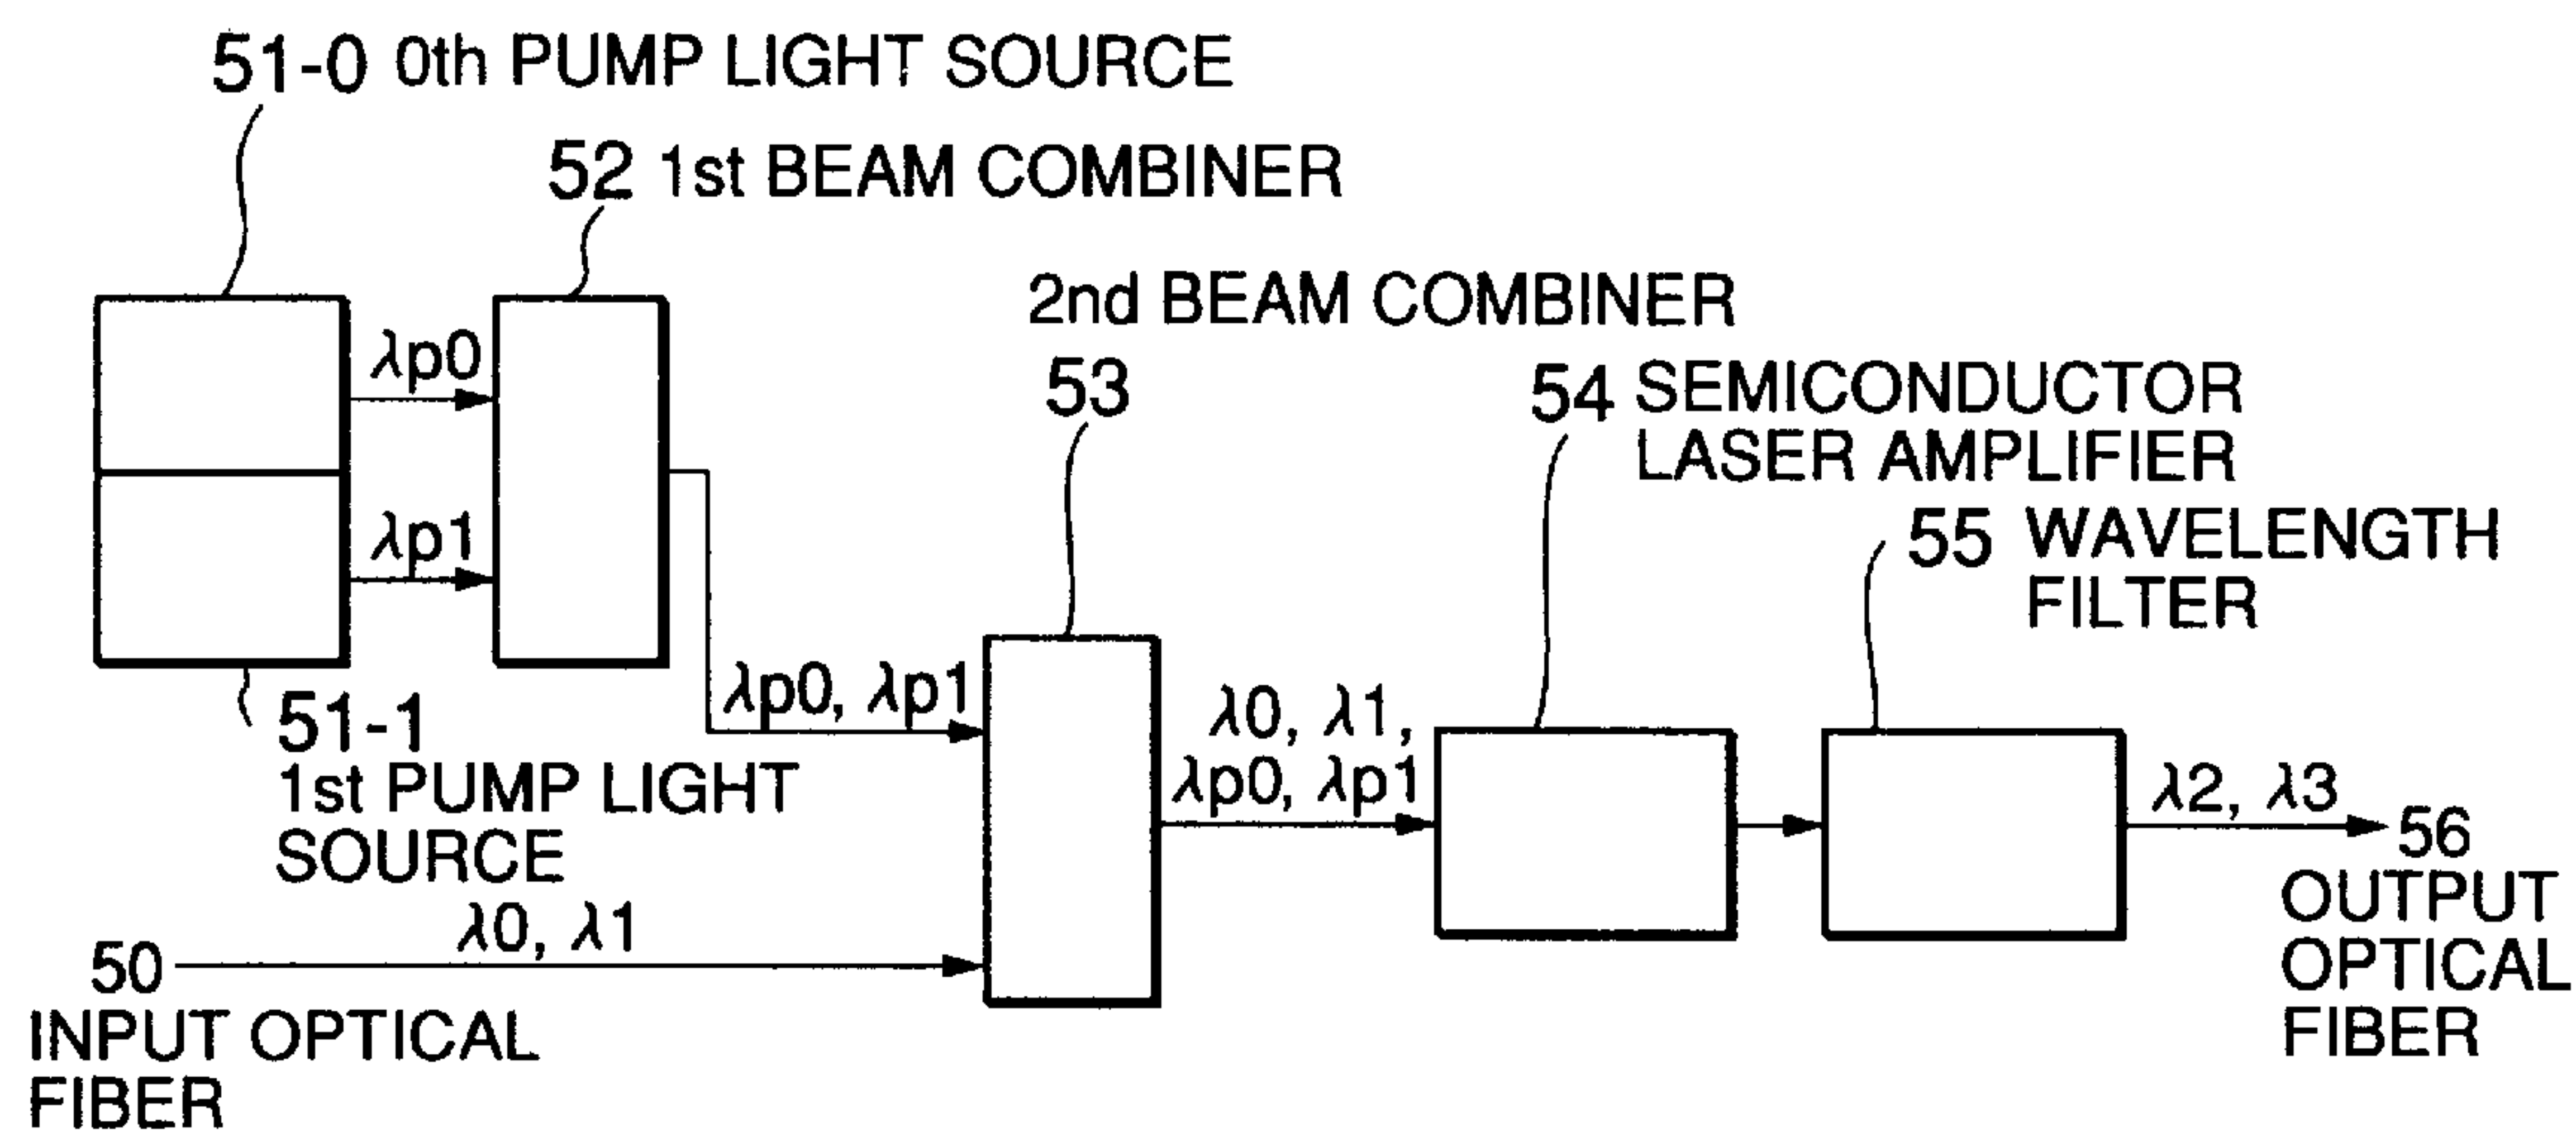 51-0 0th PUMP LIGHT SOURCE
52 1st BEAM COMBINER
2nd BEAM COMBINER
53
λp0
54 SEMICONDUCTOR
LASER AMPLIFIER
λp1
55 WAVELENGTH
FILTER
λp0, λp1
51-1
1st PUMP LIGHT
SOURCE
λ0, λ1,
λp0, λp1
λ2, λ3
56
OUTPUT
OPTICAL
FIBER
λ0, λ1
50
INPUT OPTICAL
FIBER